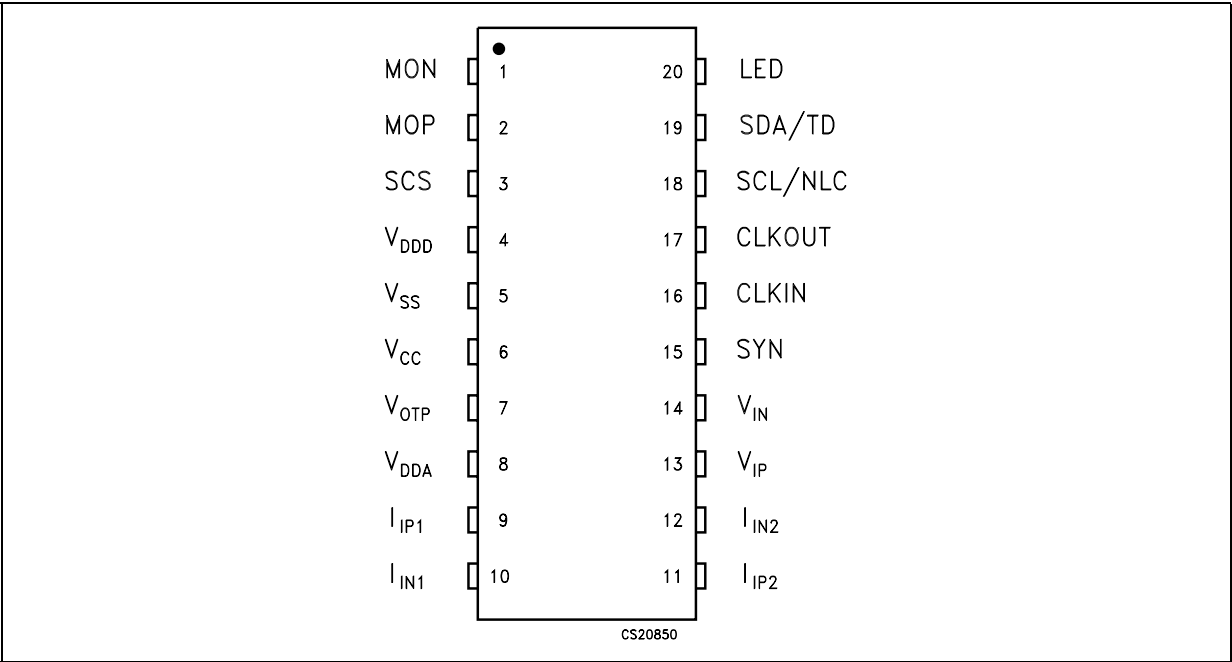 MON 1 20 LED
MOP 2 19 SDA/TD
SCS 3 18 SCL/NLC
VDDD 4 17 CLKOUT
VSS 5 16 CLKIN
VCC 6 15 SYN
VOTP 7 14 VIN
VDDA 8 13 VIP
IIP1 9 12 IIN2
IIN1 10 11 IIP2
CS20850